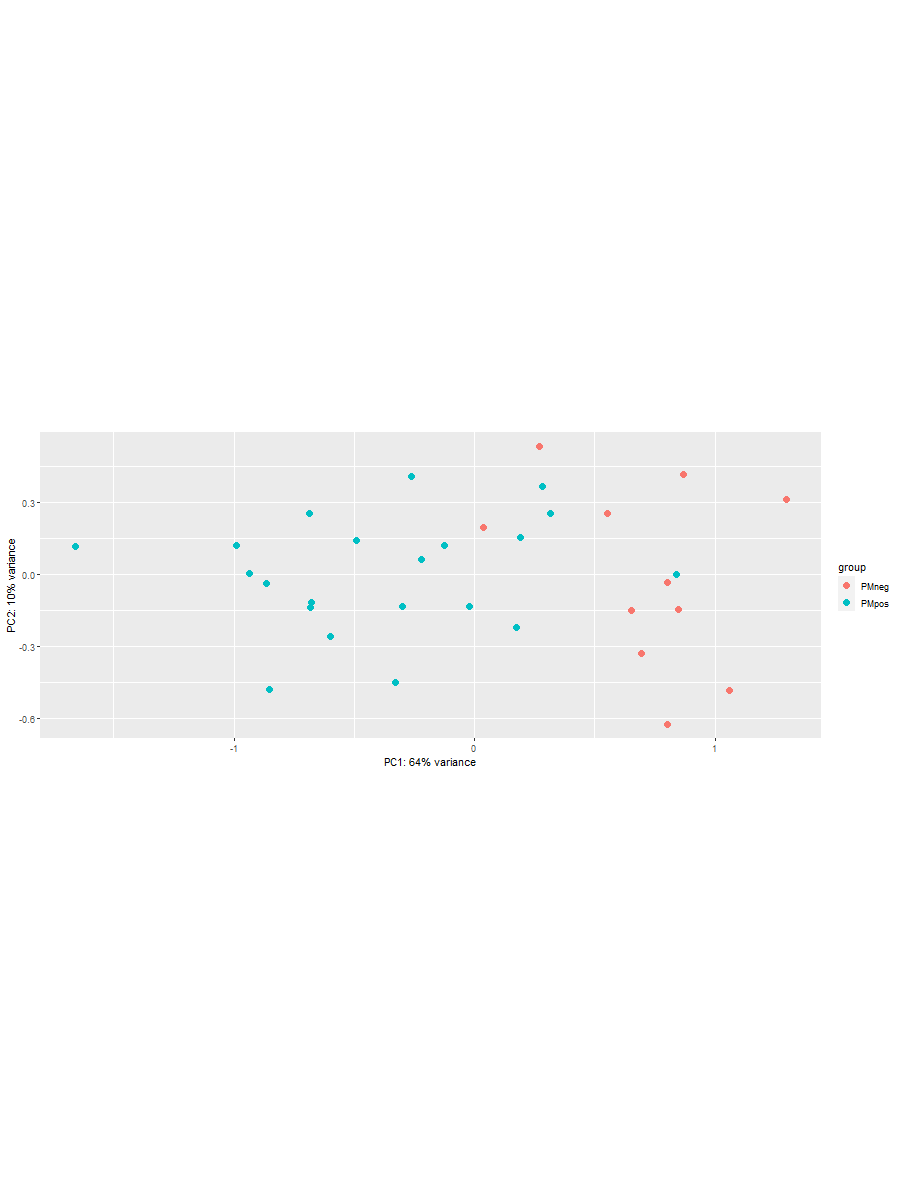 0.3
0.0
-0.3
-0.6
PC2: 10% variance
-1
0
1
PC1: 64% variance
group
PMneg
PMpos